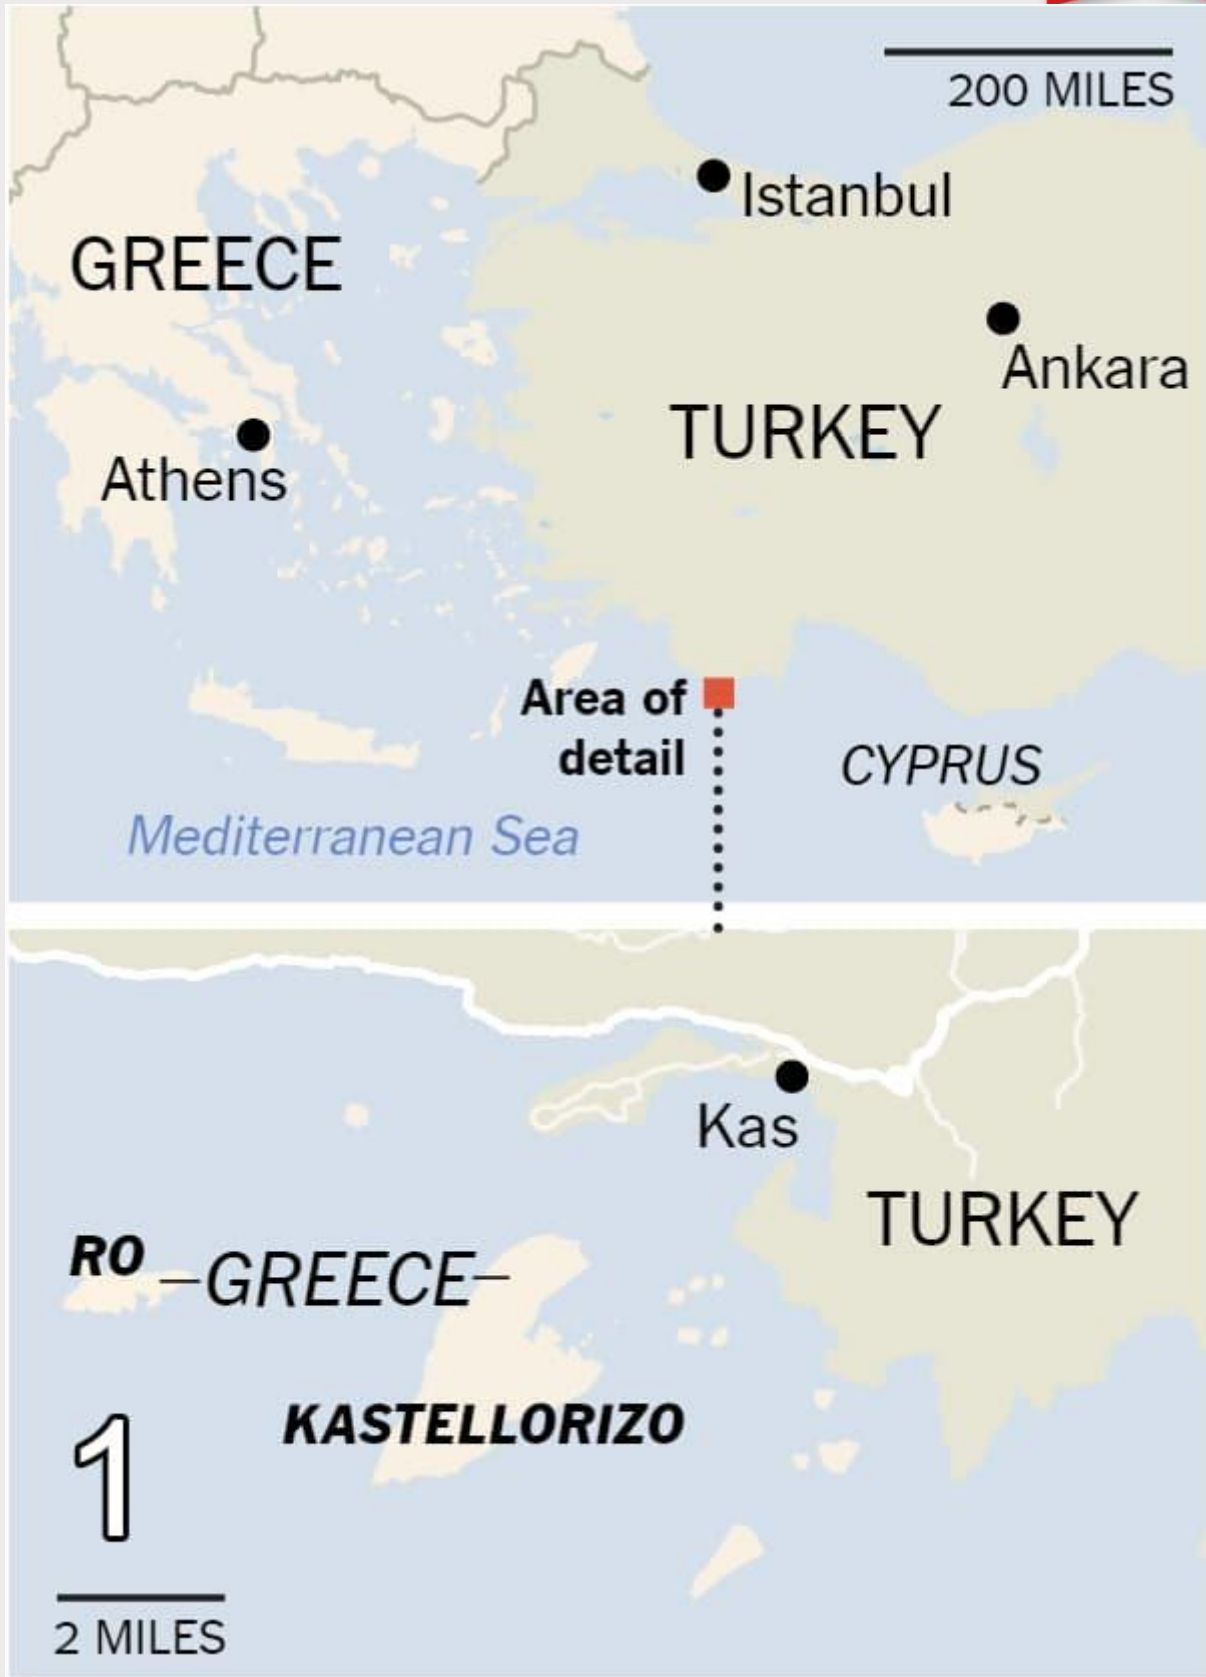 200 MILES
Istanbul
GREECE
Ankara
TURKEY
Athens
Area of
detail
CYPRUS
Mediterranean Sea
Kas
TURKEY
RO
GREECE
KASTELLORIZO
1
2 MILES